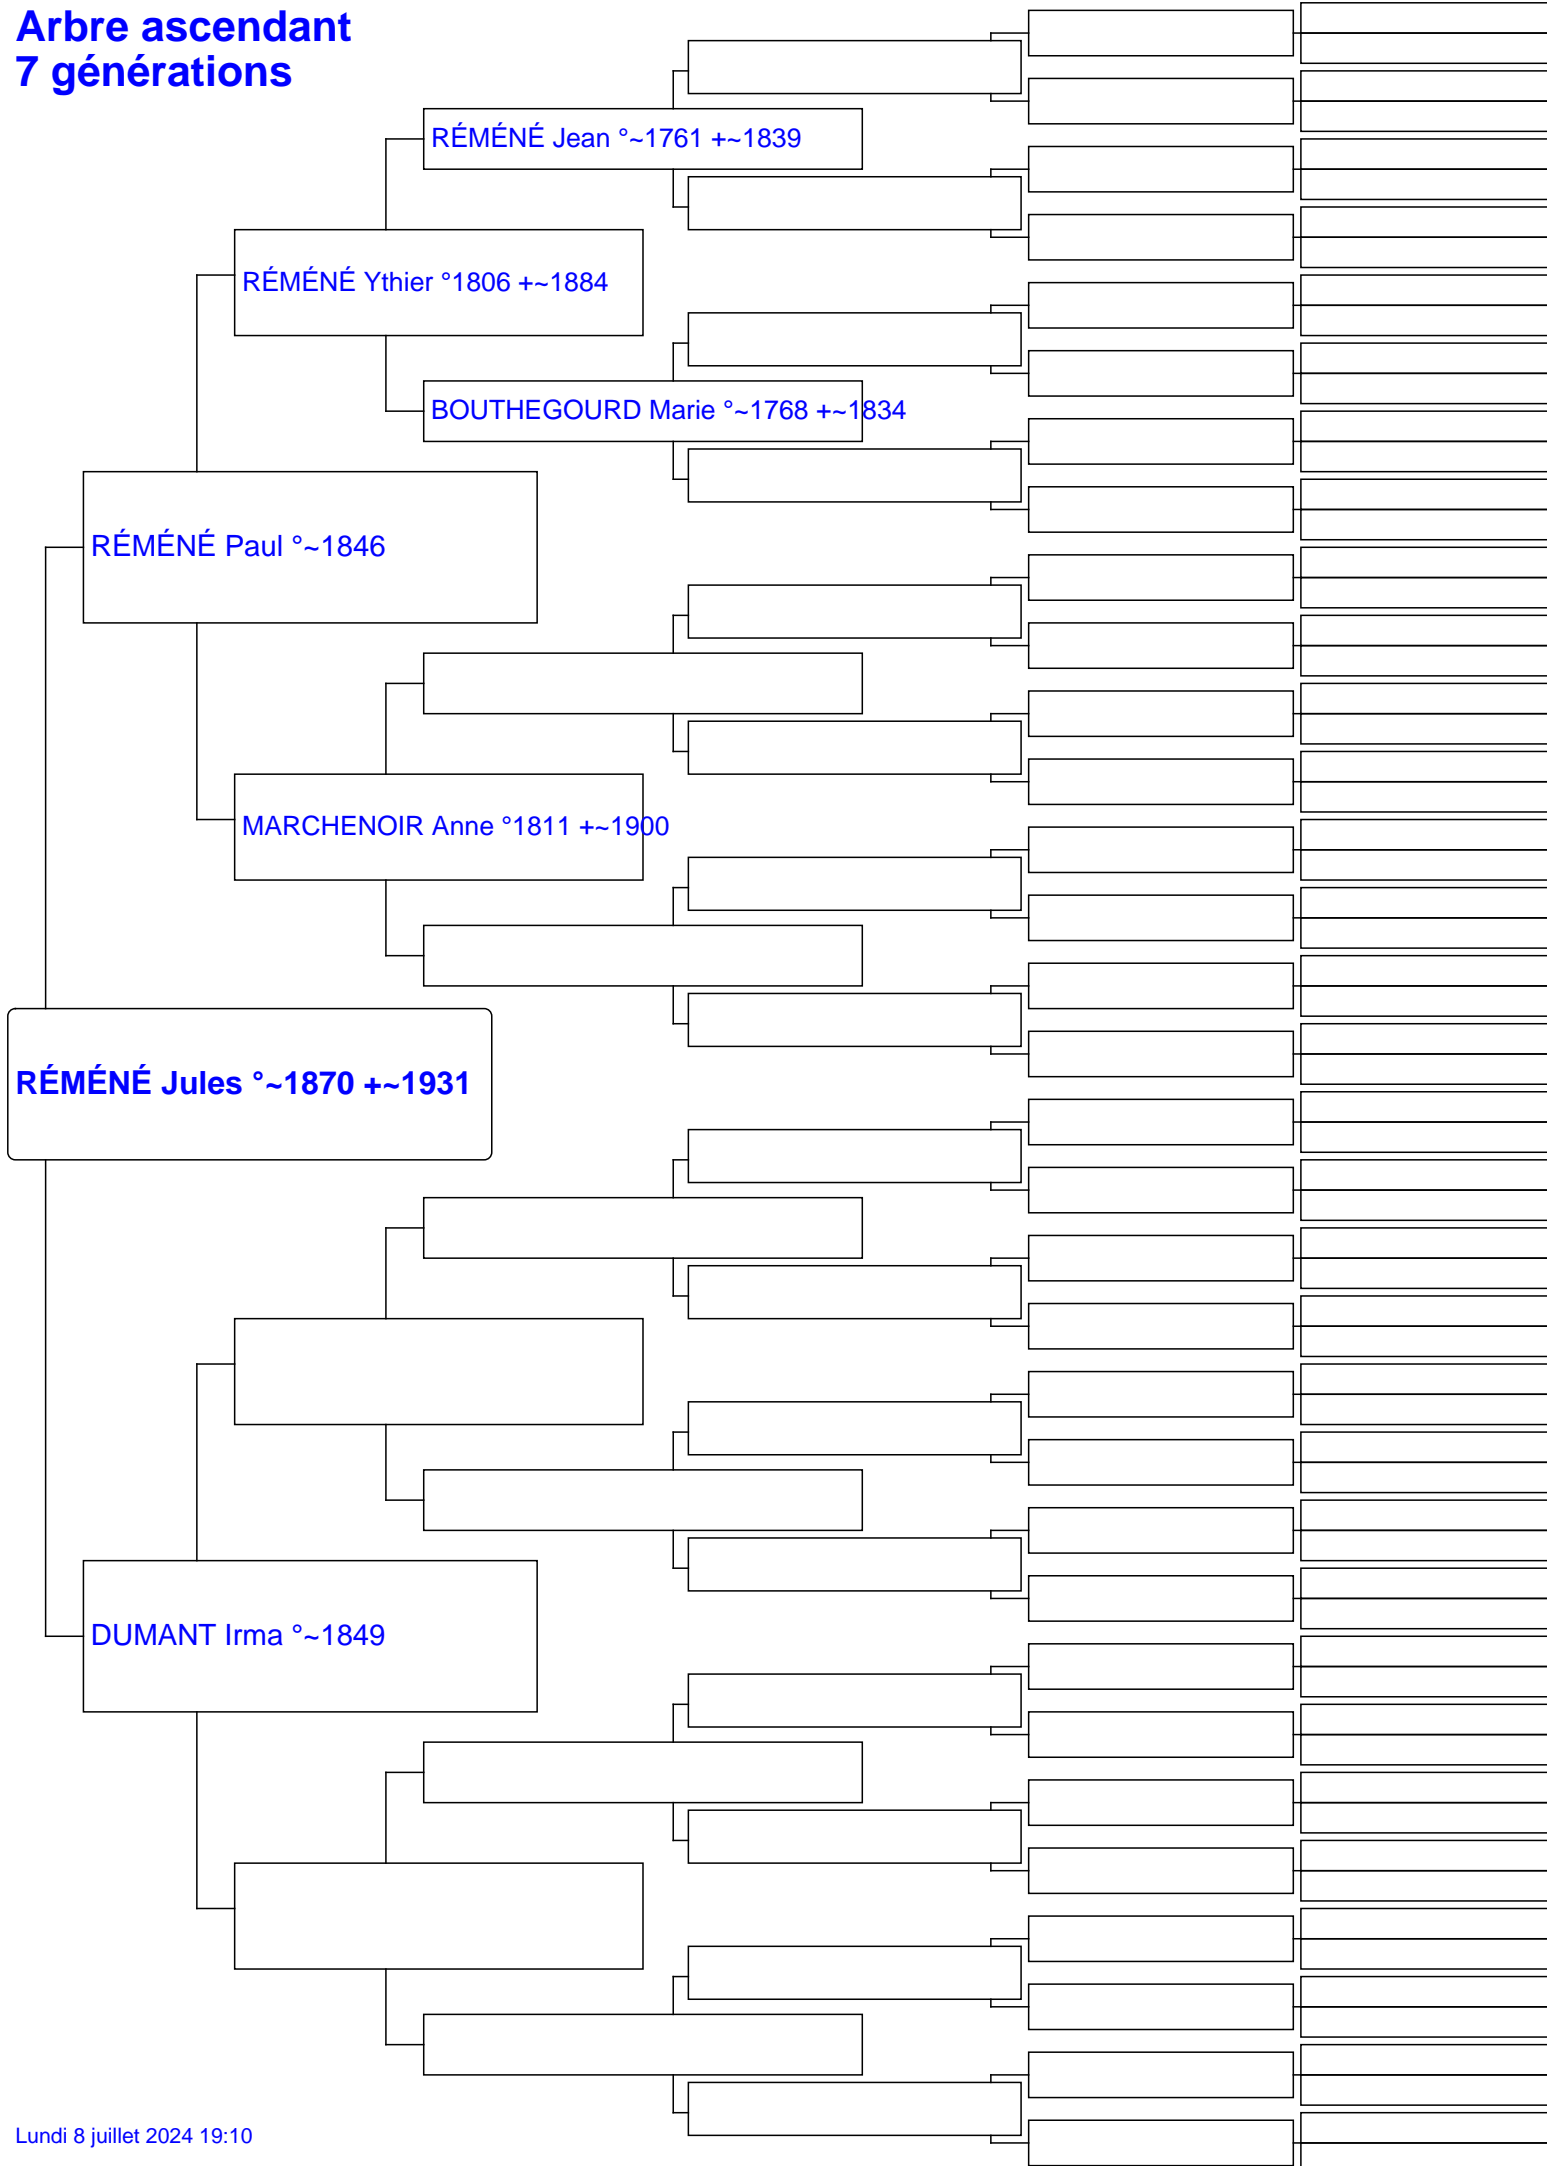 Arbre ascendant
7 générations
RÉMÉNÉ Jean °~1761 +~1839
RÉMÉNÉ Ythier °1806 +~1884
BOUTHEGOURD Marie °~1768 +~1834
RÉMÉNÉ Paul °~1846
MARCHENOIR Anne °1811 +~1900
RÉMÉNÉ Jules °~1870 +~1931
DUMANT Irma °~1849
Lundi 8 juillet 2024 19:10